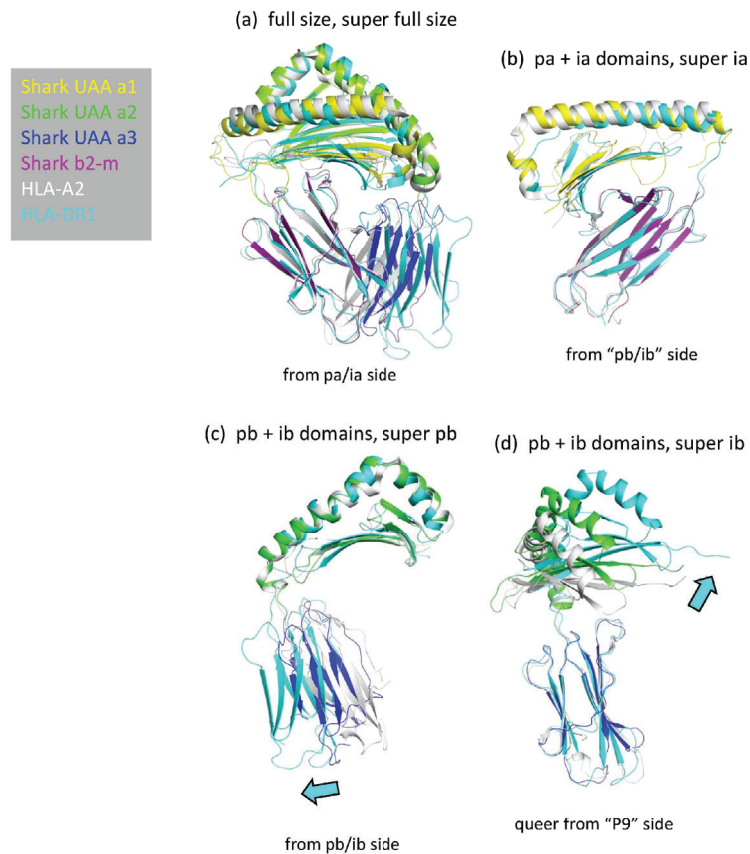 (a) full size, super full size
(b) pa + ia domains, super ia
Shark UAA a1
Shark UAA a2
Shark UAA a3
Shark b2-m
HLA-A2
HLA-DR1
from pa/ia side
from "pb/ib" side
(c) pb + ib domains, super pb
(d) pb + ib domains, super ib
from pb/ib side
queer from "P9" side